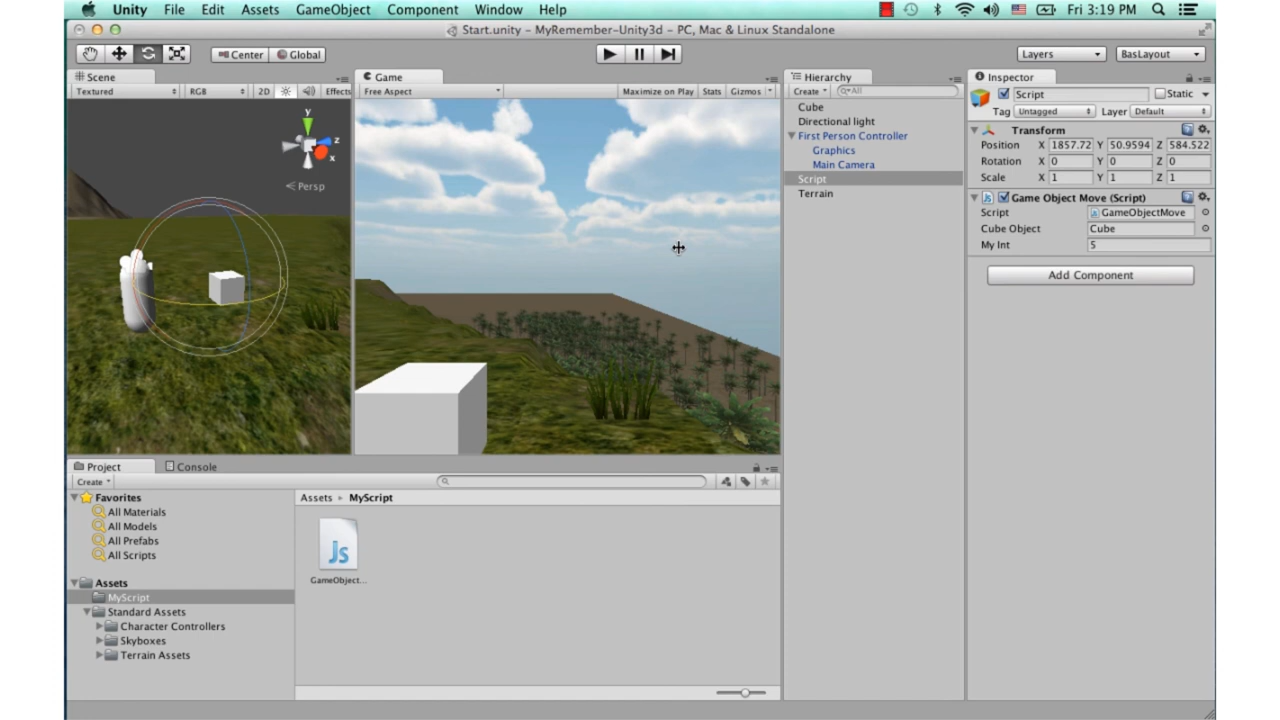 Unity File Edit Assets GameObject Component Window Help Fri 3:19 PM
Start.unity - MyRemember-Unity3d - PC, Mac & Linux Standalone
Center Global Layers BasLayout
Scene
Textured RGB 2D Effects
y
z
x
Persp
Game
Free Aspect Maximize on Play Stats Gizmos
Hierarchy
Create All
Cube
Directional light
First Person Controller
Graphics
Main Camera
Script
Terrain
Inspector
Script Static
Tag Untagged Layer Default
Transform
Position X 1857.72 Y 50.9594 Z 584.522
Rotation X 0 Y 0 Z 0
Scale X 1 Y 1 Z 1
Game Object Move (Script)
Script GameObjectMove
Cube Object Cube
My Int 5
Add Component
Project Console
Create
Favorites
All Materials
All Models
All Prefabs
All Scripts
Assets
MyScript
Standard Assets
Character Controllers
Skyboxes
Terrain Assets
Assets MyScript
Js
GameObject...